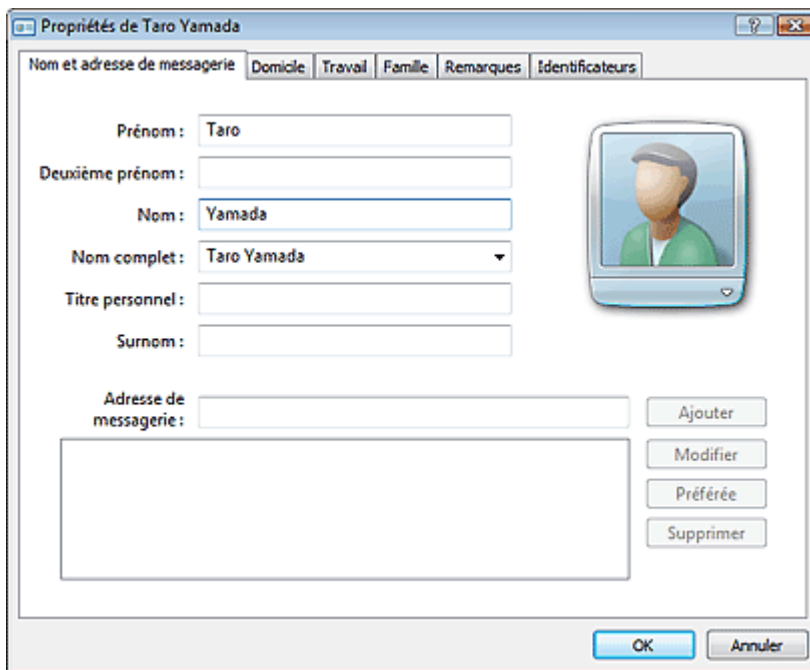 Propriétés de Taro Yamada
Nom et adresse de messagerie Domicile Travail Famille Remarques Identificateurs
Prénom : Taro
Deuxième prénom :
Nom : Yamada
Nom complet : Taro Yamada
Titre personnel :
Surnom :
Adresse de
messagerie :
Ajouter
Modifier
Préférée
Supprimer
OK Annuler